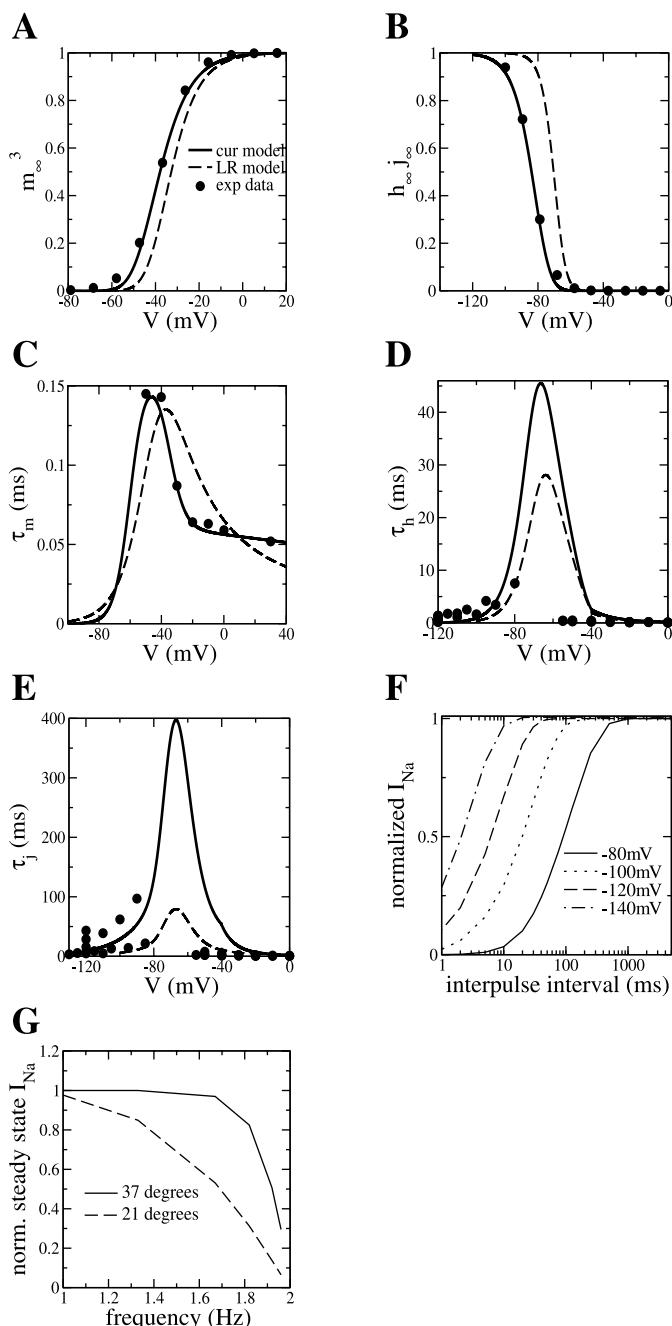 A
1
0.8
0.6
0.4
0.2
0
-80 -60 -40 -20 0 20
V (mV)
m∞³
cur model
LR model
exp data
B
1
0.8
0.6
0.4
0.2
0
-120 -80 -40 0
V (mV)
h∞ j∞
C
0.15
0.1
0.05
0
-80 -40 0 40
V (mV)
τm (ms)
D
40
30
20
10
0
-120 -80 -40 0
V (mV)
τh (ms)
E
400
300
200
100
0
-120 -80 -40 0
V (mV)
τj (ms)
F
1
0.5
0
1 10 100 1000
interpulse interval (ms)
normalized INa
-80mV
-100mV
-120mV
-140mV
G
1.2
1
0.8
0.6
0.4
0.2
0
1 1.2 1.4 1.6 1.8 2
frequency (Hz)
norm. steady state INa
37 degrees
21 degrees